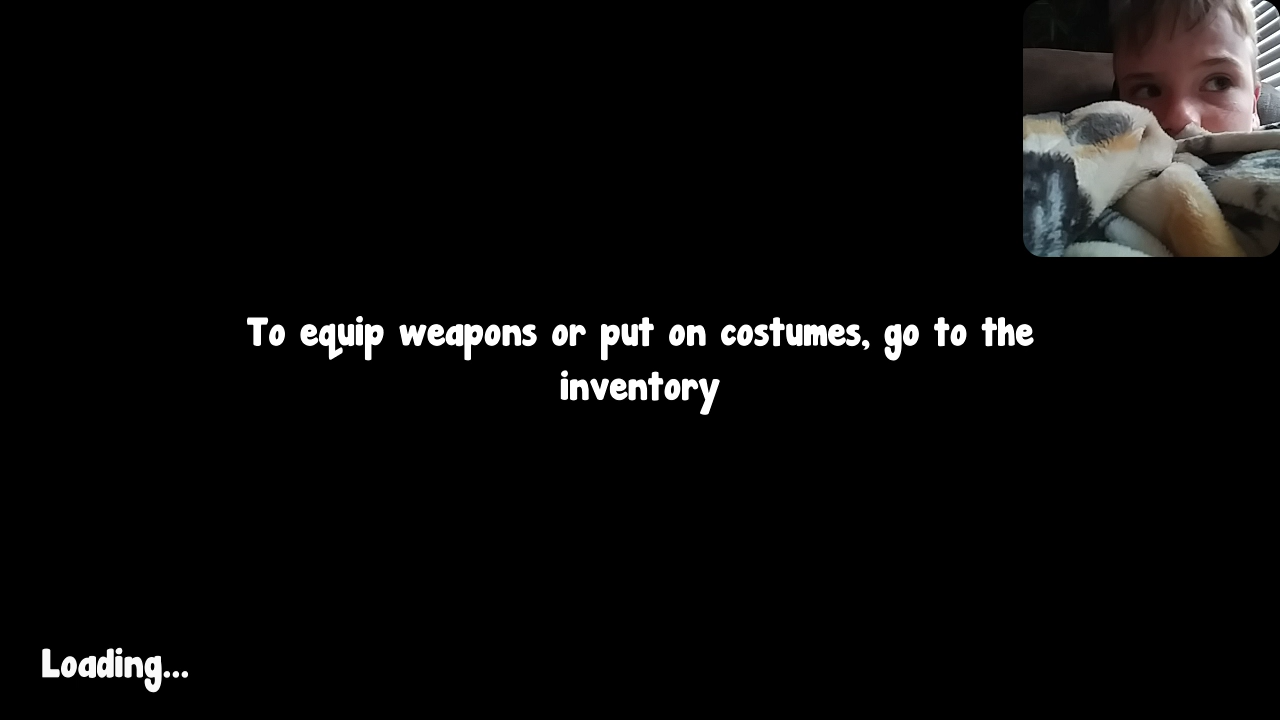 To equip weapons or put on costumes, go to the
inventory
Loading...